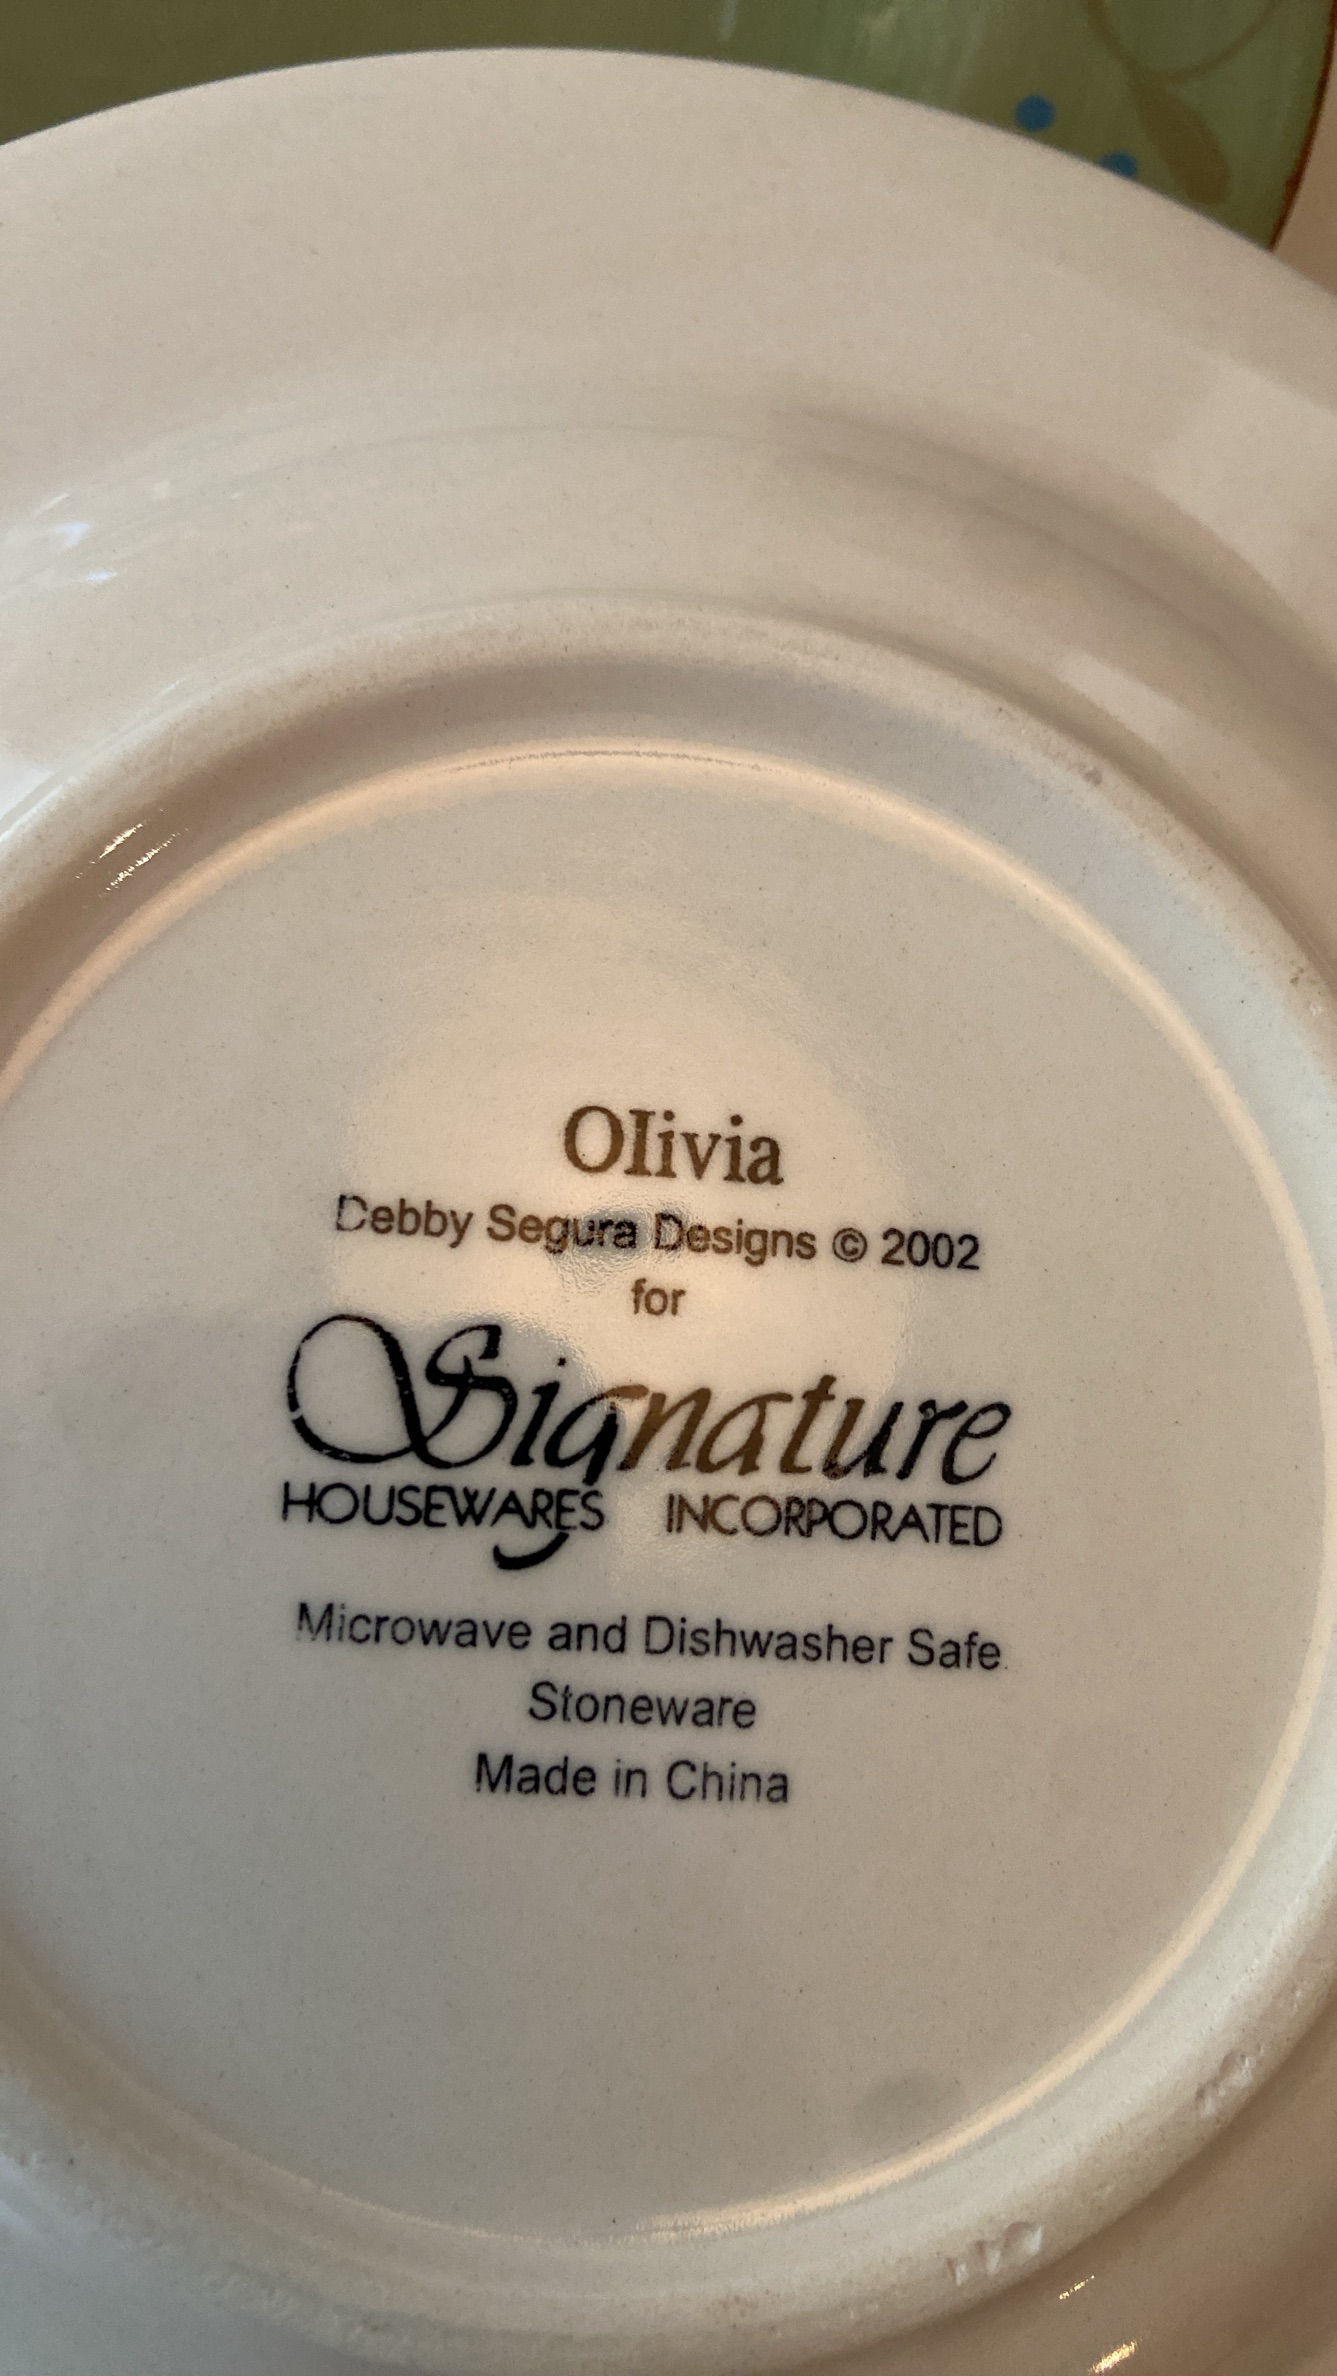 Olivia
Debby Segura Designs © 2002
for
Signature
HOUSEWARES INCORPORATED
Microwave and Dishwasher Safe
Stoneware
Made in China